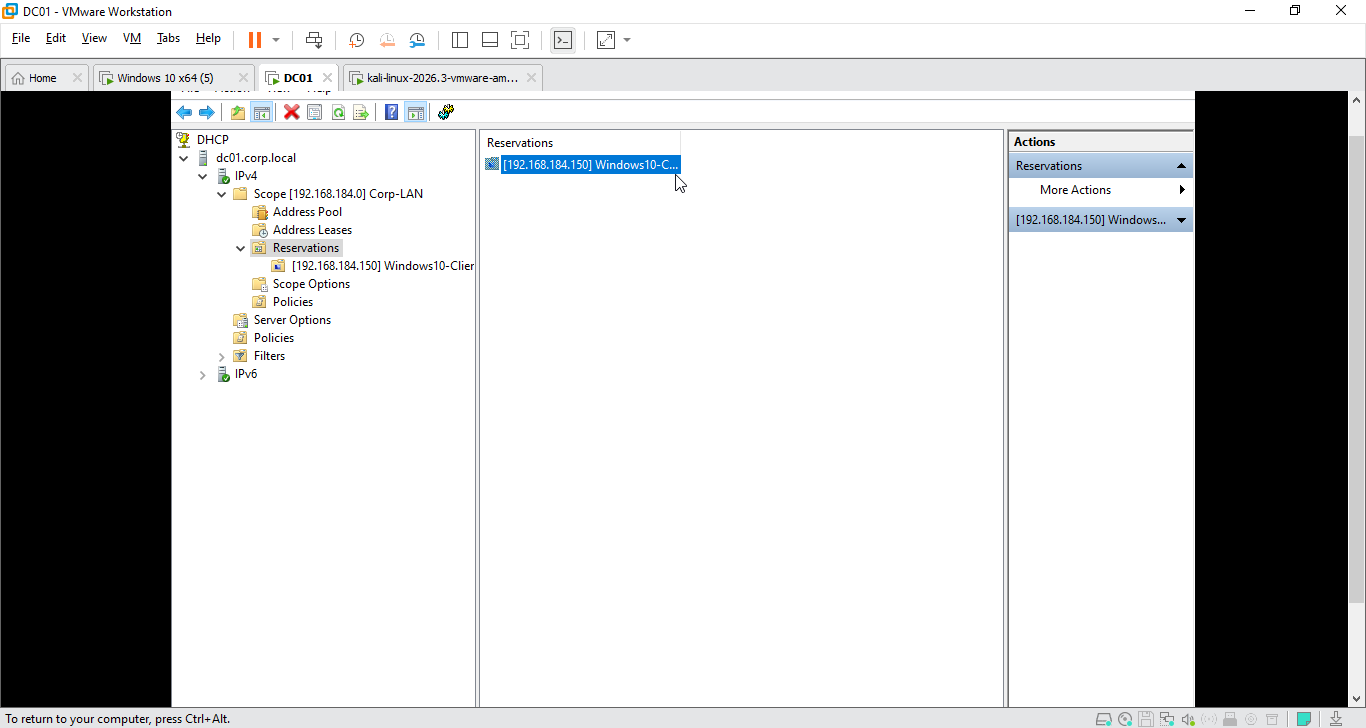 DC01 - VMware Workstation
File Edit View VM Tabs Help
Home Windows 10 x64 (5) DC01 kali-linux-2026.3-vmware-am...
DHCP
dc01.corp.local
IPv4
Scope [192.168.184.0] Corp-LAN
Address Pool
Address Leases
Reservations
[192.168.184.150] Windows10-Clier
Scope Options
Policies
Server Options
Policies
Filters
IPv6
Reservations
[192.168.184.150] Windows10-C...
Actions
Reservations
More Actions
[192.168.184.150] Windows...
To return to your computer, press Ctrl+Alt.